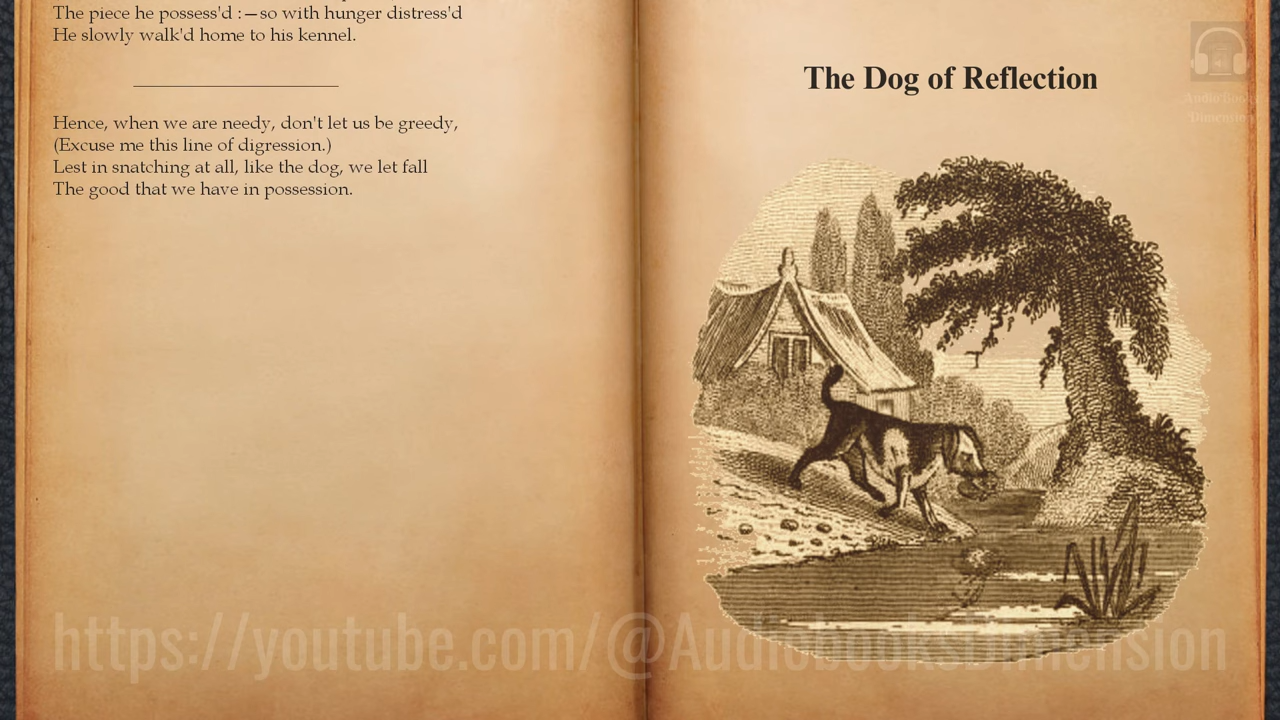 The piece he possess'd :—so with hunger distress'd
He slowly walk'd home to his kennel.
Hence, when we are needy, don't let us be greedy,
(Excuse me this line of digression.)
Lest in snatching at all, like the dog, we let fall
The good that we have in possession.
The Dog of Reflection
Audio Books
Dimension
https://youtube.com/@AudiobooksDimension